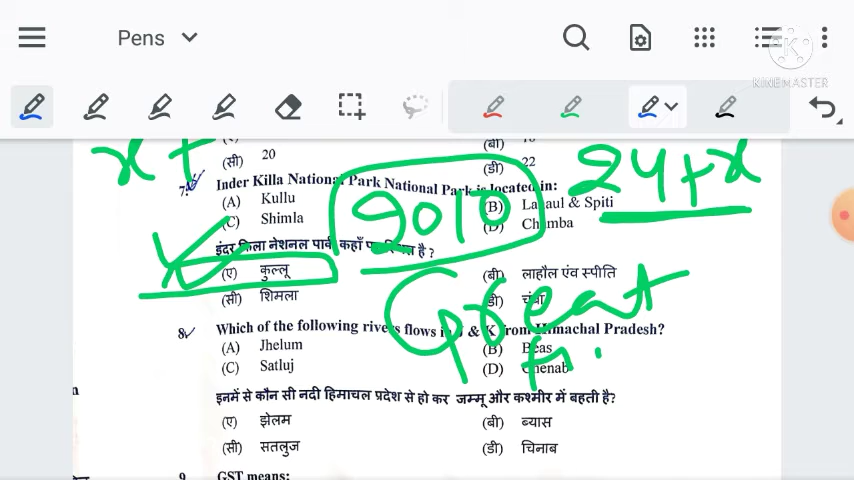 Pens
KINEMASTER
(सी) 20
(बी)
(डी) 22
x +
24+x
7. Inder Killa National Park National Park is located in:
(A) Kullu
(B) Lahaul & Spiti
(C) Shimla
(D) Chamba
2010
इंदर किला नेशनल पार्क कहाँ पर स्थित है?
(ए) कुल्लू
(बी) लाहौल एंव स्पीति
(सी) शिमला
(डी) चंबा
Great
8. Which of the following rivers flows in J & K from Himachal Pradesh?
(A) Jhelum
(B) Beas
(C) Satluj
(D) Chenab
इनमें से कौन सी नदी हिमाचल प्रदेश से हो कर जम्मू और कश्मीर में बहती है?
(ए) झेलम
(बी) ब्यास
(सी) सतलुज
(डी) चिनाब
9. GST means: